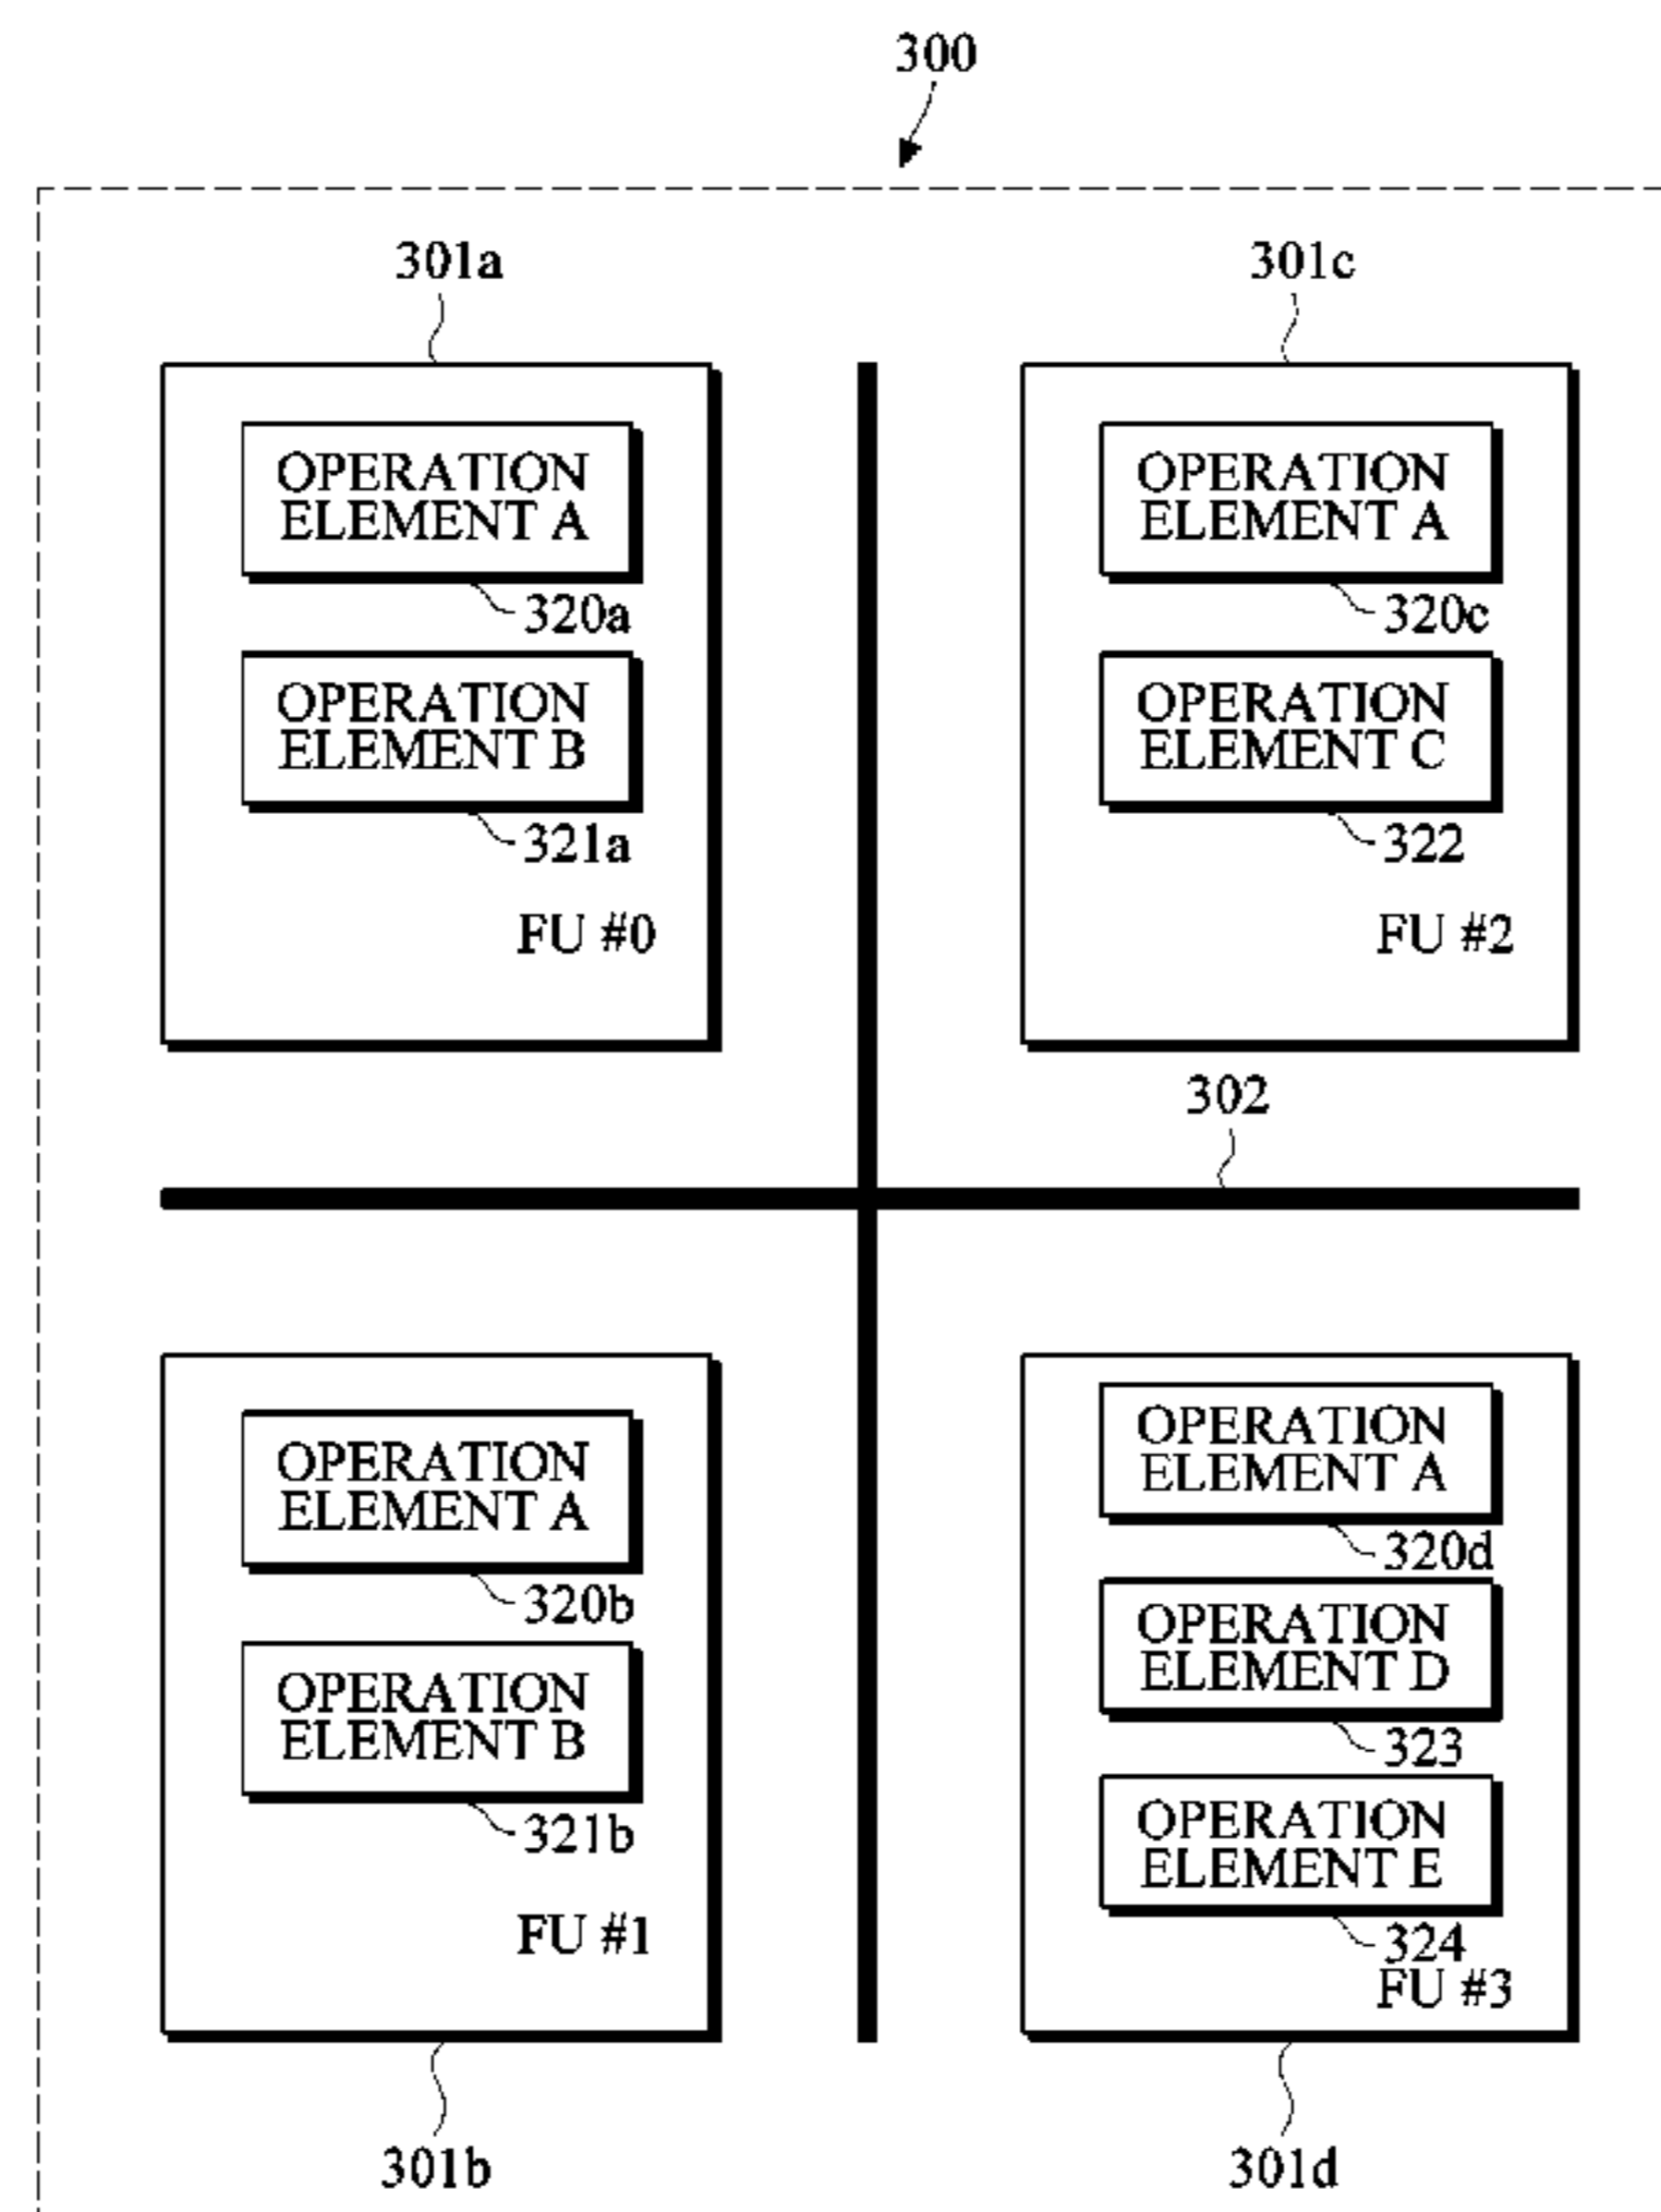 300
301a
OPERATION
ELEMENT A
320a
OPERATION
ELEMENT B
321a
FU #0
301c
OPERATION
ELEMENT A
320c
OPERATION
ELEMENT C
322
FU #2
302
OPERATION
ELEMENT A
320b
OPERATION
ELEMENT B
321b
FU #1
301b
OPERATION
ELEMENT A
320d
OPERATION
ELEMENT D
323
OPERATION
ELEMENT E
324
FU #3
301d